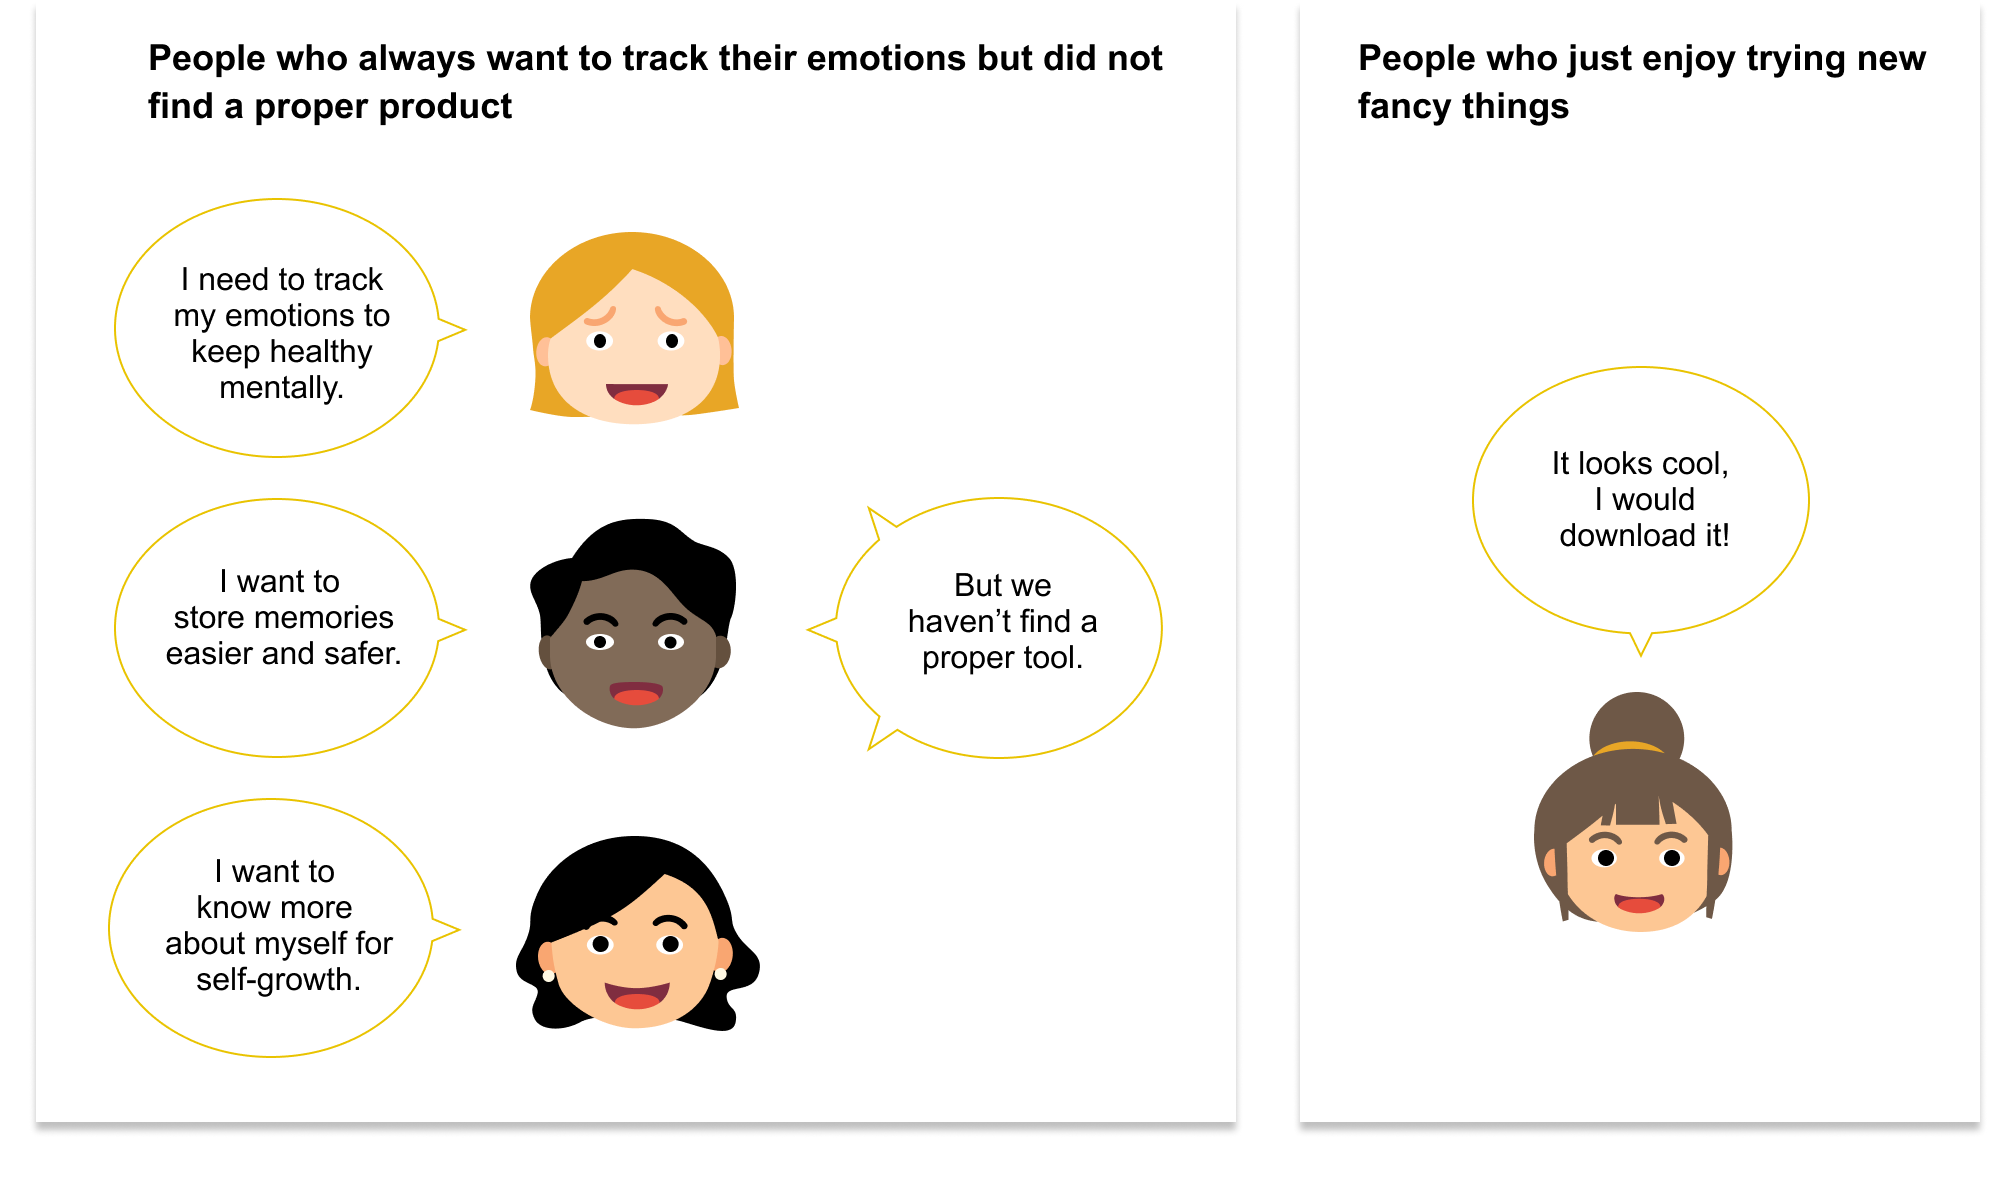 People who always want to track their emotions but did not
find a proper product
I need to track
my emotions to
keep healthy
mentally.
I want to
store memories
easier and safer.
But we
haven’t find a
proper tool.
I want to
know more
about myself for
self-growth.
People who just enjoy trying new
fancy things
It looks cool,
I would
download it!